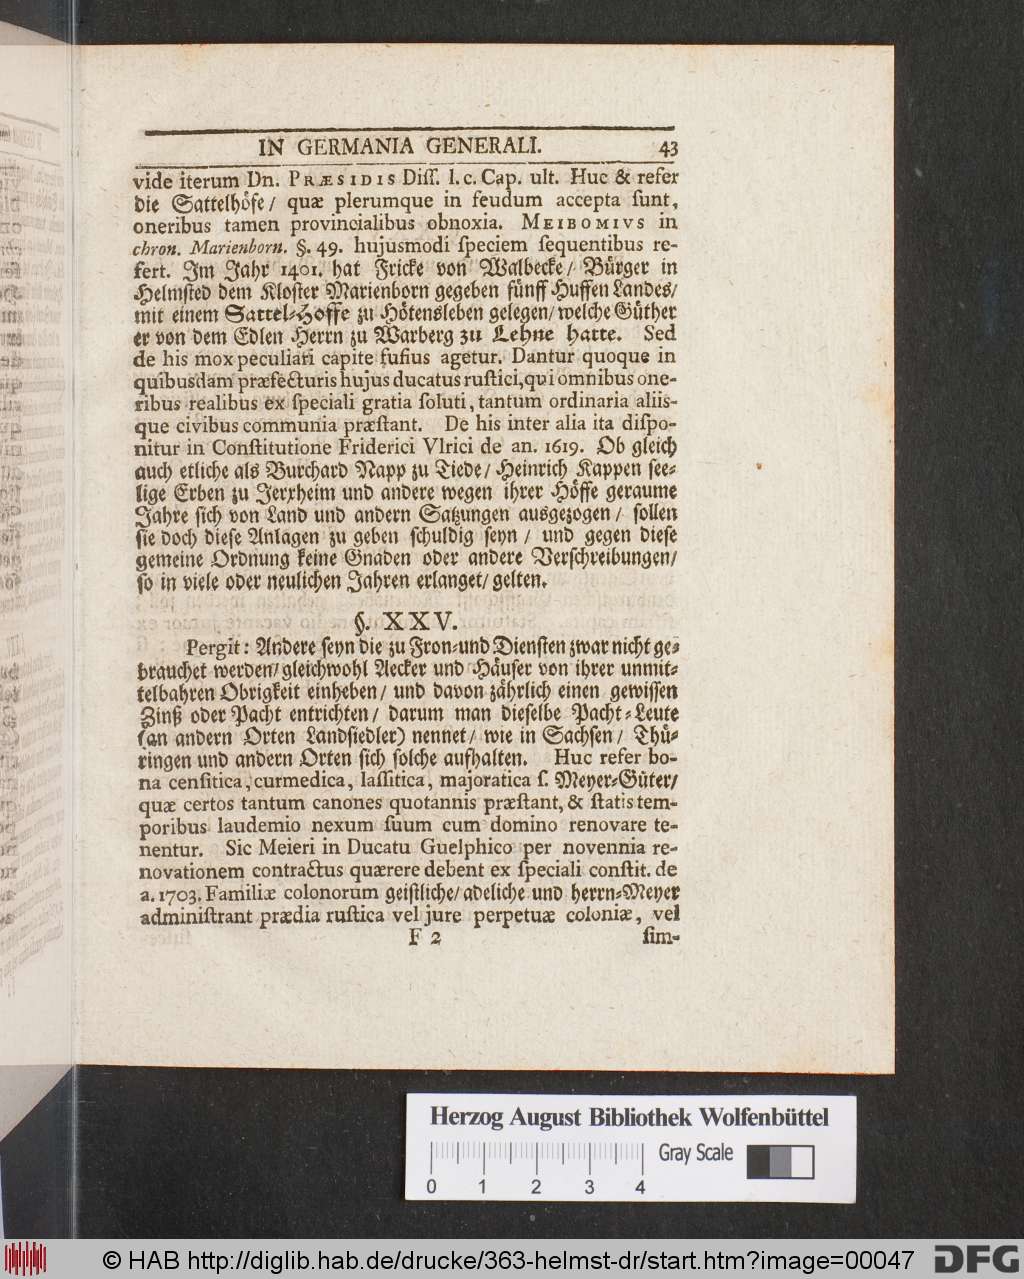 IN GERMANIA GENERALI. 43
vide iterum Dn. PRÆSIDIS Diſſ. l. c. Cap. ult. Huc & refer
die Sattelhöfe / quæ plerumque in feudum accepta ſunt,
oneribus tamen provincialibus obnoxia. MEIBOMIVS in
chron. Marienborn. §. 49. hujusmodi ſpeciem ſequentibus re-
fert. Im Jahr 1401. hat Fricke von Walbecke / Bürger in
Helmſted dem Kloſter Marienborn gegeben fünff Huffen Landes /
mit einem Sattel-Hoffe zu Hötensleben gelegen / welche Güther
er von dem Edlen Herrn zu Warberg zu Lehne hatte. Sed
de his mox peculiari capite fuſius agetur. Dantur quoque in
quibusdam præfecturis hujus ducatus ruſtici, qui omnibus one-
ribus realibus ex ſpeciali gratia ſoluti, tantum ordinaria aliis-
que civibus communia præſtant. De his inter alia ita diſpo-
nitur in Conſtitutione Friderici Vlrici de an. 1619. Ob gleich
auch etliche als Burchard Napp zu Tiede / Heinrich Kappen ſee-
lige Erben zu Jerxheim und andere wegen ihrer Höffe geraume
Jahre ſich von Land und andern Satzungen ausgezogen / ſollen
ſie doch dieſe Anlagen zu geben ſchuldig ſeyn / und gegen dieſe
gemeine Ordnung keine Gnaden oder andere Verſchreibungen /
ſo in viele oder neulichen Jahren erlanget / gelten.
§. XXV.
Pergit: Andere ſeyn die zu Fron-und Dienſten zwar nicht ge-
brauchet werden / gleichwohl Aecker und Häuſer von ihrer unmit-
telbahren Obrigkeit einheben / und davon zährlich einen gewiſſen
Zinß oder Pacht entrichten / darum man dieſelbe Pacht-Leute
(an andern Orten Landſiedler) nennet / wie in Sachſen / Thü-
ringen und andern Orten ſich ſolche aufhalten. Huc refer bo-
na cenſitica, curmedica, laſſitica, majoratica ſ. Meyer-Güter /
quæ certos tantum canones quotannis præſtant, & ſtatis tem-
poribus laudemio nexum ſuum cum domino renovare te-
nentur. Sic Meieri in Ducatu Guelphico per novennia re-
novationem contractus quærere debent ex ſpeciali conſtit. de
a. 1703. Familiæ colonorum geiſtliche / adeliche und herrn-Meyer
adminiſtrant prædia ruſtica vel jure perpetuæ coloniæ, vel
F 2 ſim-
Herzog August Bibliothek Wolfenbüttel
Gray Scale
0 1 2 3 4
© HAB http://diglib.hab.de/drucke/363-helmst-dr/start.htm?image=00047
DFG